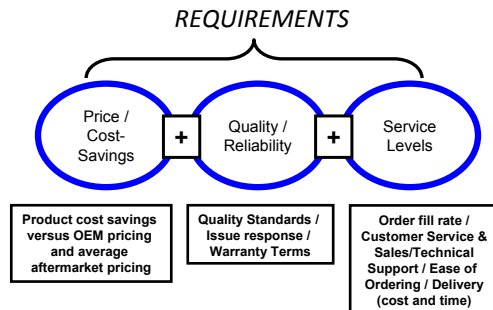 REQUIREMENTS
Price /
Cost-
Savings
+
Quality /
Reliability
+
Service
Levels
Product cost savings
versus OEM pricing
and average
aftermarket pricing
Quality Standards /
Issue response /
Warranty Terms
Order fill rate /
Customer Service &
Sales/Technical
Support / Ease of
Ordering / Delivery
(cost and time)